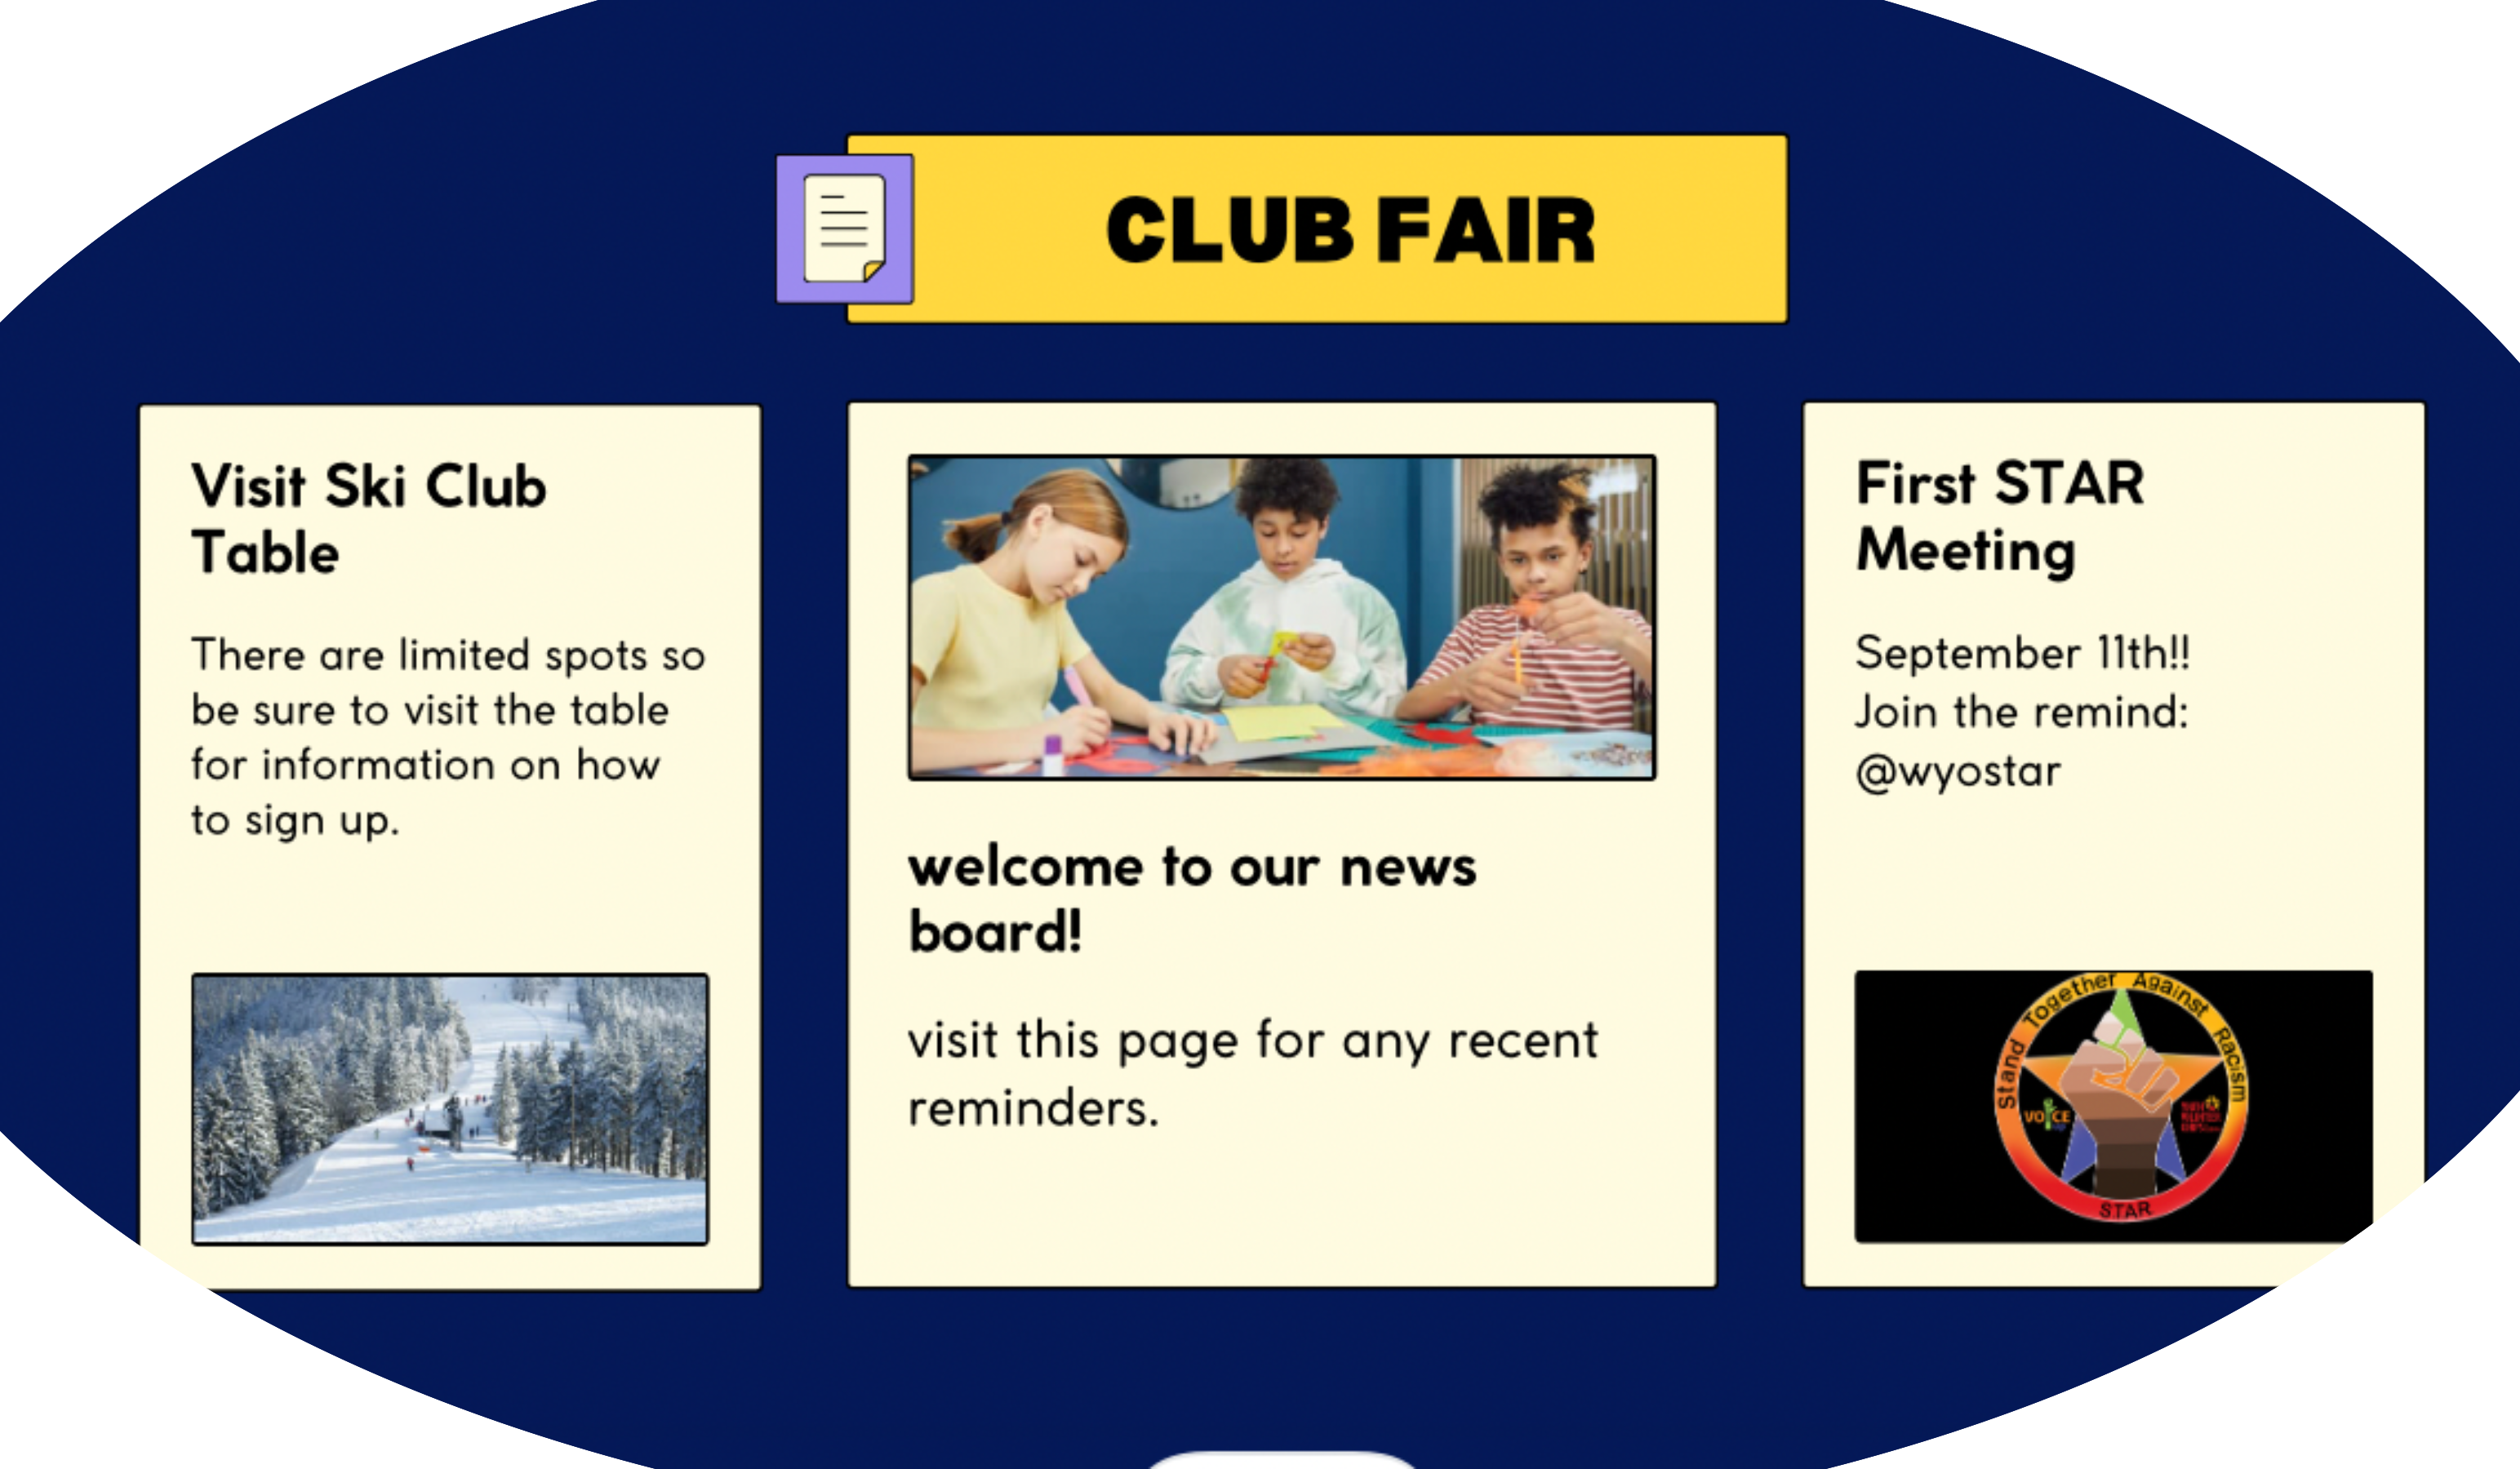 CLUB FAIR
Visit Ski Club
Table
There are limited spots so
be sure to visit the table
for information on how
to sign up.
welcome to our news
board!
visit this page for any recent
reminders.
First STAR
Meeting
September 11th!!
Join the remind:
@wyostar
Stand Together Against Racism
VOICE
STAR